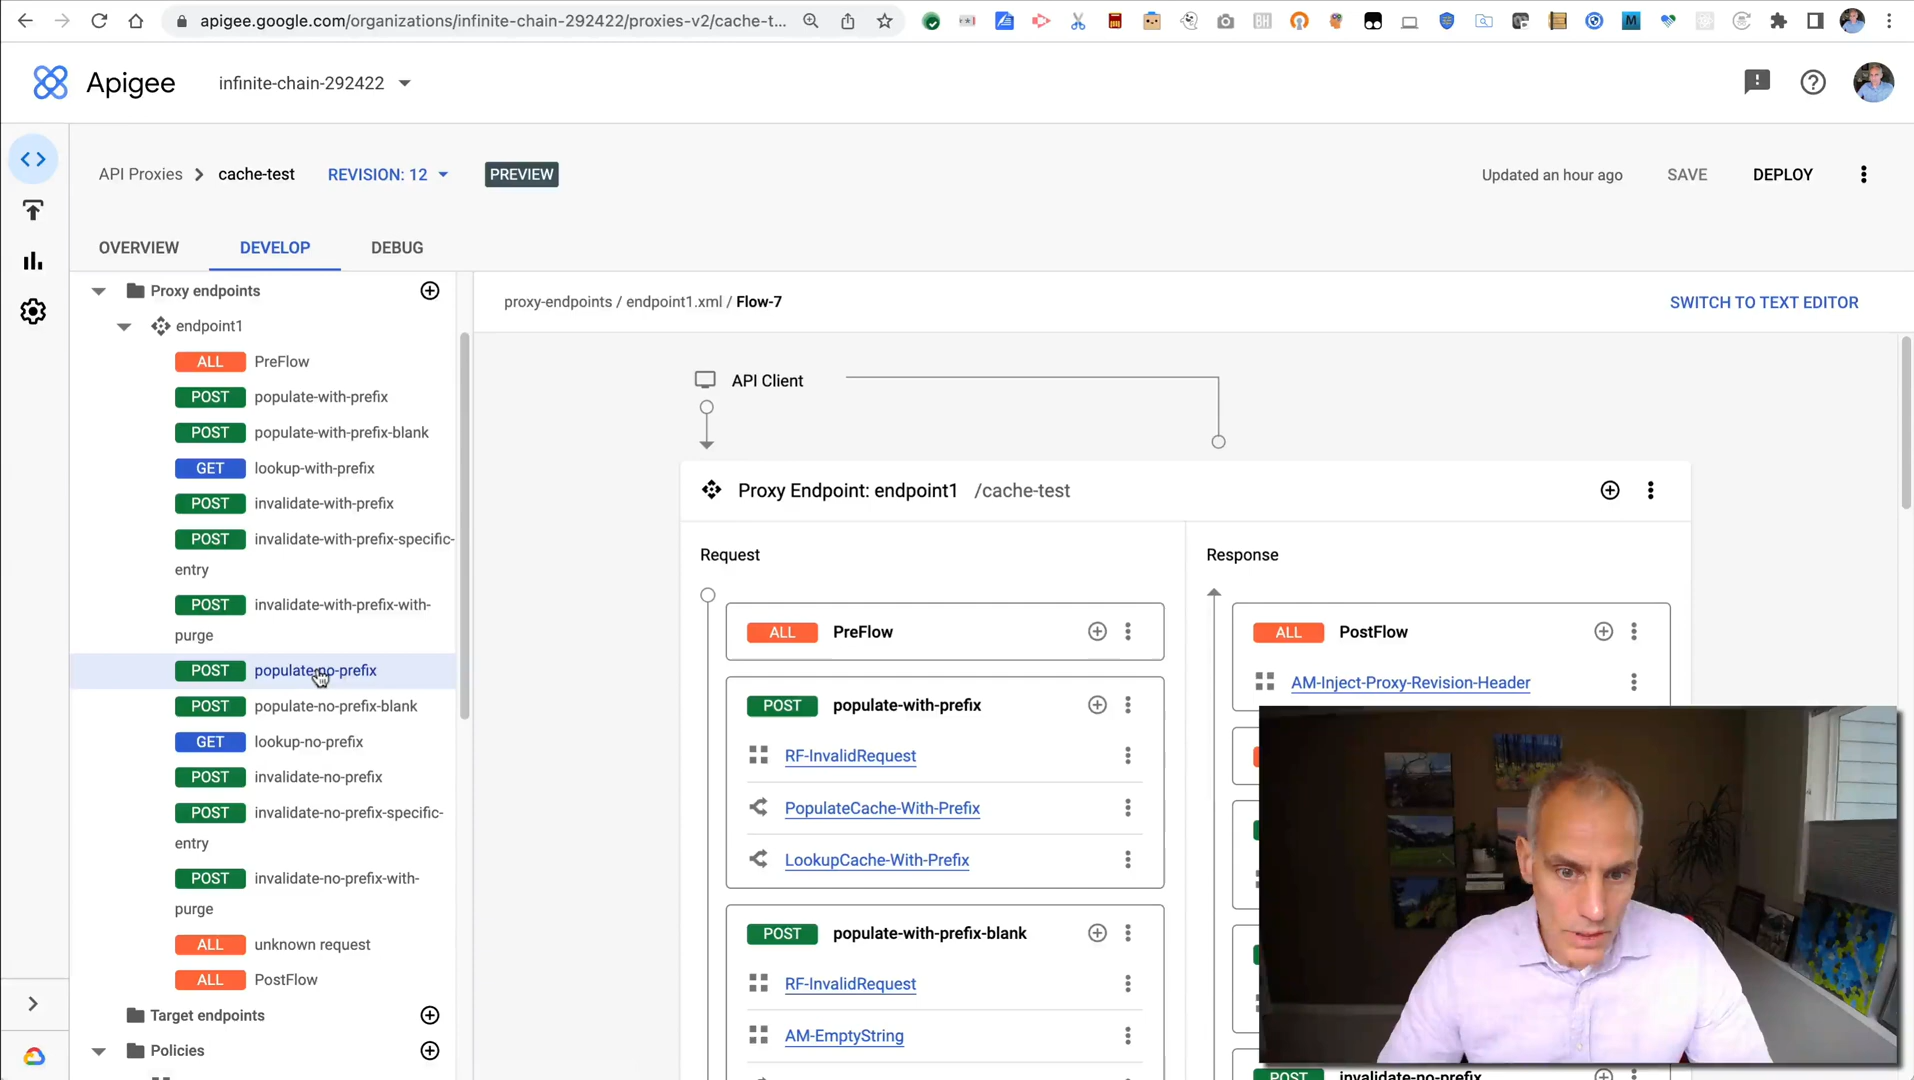 apigee.google.com/organizations/infinite-chain-292422/proxies-v2/cache-t...
BH
M
Apigee
infinite-chain-292422
API Proxies
cache-test
REVISION: 12
PREVIEW
Updated an hour ago
SAVE
DEPLOY
OVERVIEW
DEVELOP
DEBUG
Proxy endpoints
endpoint1
ALL PreFlow
POST populate-with-prefix
POST populate-with-prefix-blank
GET lookup-with-prefix
POST invalidate-with-prefix
POST invalidate-with-prefix-specific-
entry
POST invalidate-with-prefix-with-
purge
POST populate-no-prefix
POST populate-no-prefix-blank
GET lookup-no-prefix
POST invalidate-no-prefix
POST invalidate-no-prefix-specific-
entry
POST invalidate-no-prefix-with-
purge
ALL unknown request
ALL PostFlow
Target endpoints
Policies
proxy-endpoints / endpoint1.xml / Flow-7
SWITCH TO TEXT EDITOR
API Client
Proxy Endpoint: endpoint1 /cache-test
Request
ALL PreFlow
POST populate-with-prefix
RF-InvalidRequest
PopulateCache-With-Prefix
LookupCache-With-Prefix
POST populate-with-prefix-blank
RF-InvalidRequest
AM-EmptyString
Response
ALL PostFlow
AM-Inject-Proxy-Revision-Header
POST invalidate-no-prefix